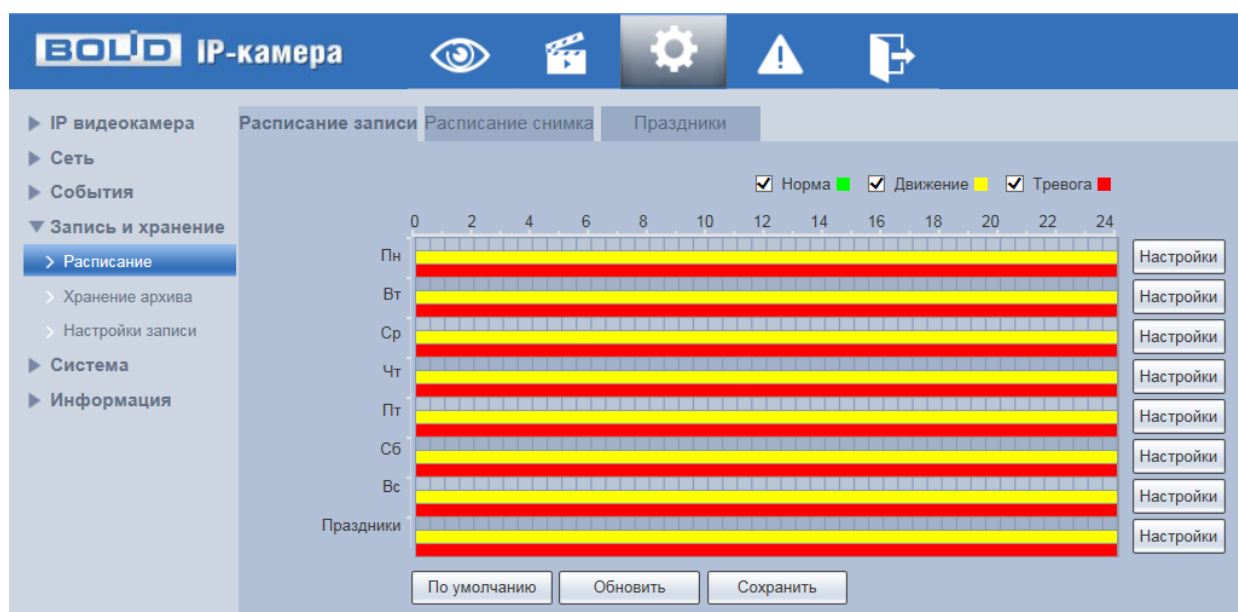 BOLID IP-камера
IP видеокамера
Сеть
События
Запись и хранение
Расписание
Хранение архива
Настройки записи
Система
Информация
Расписание записи Расписание снимка Праздники
Норма Движение Тревога
0 2 4 6 8 10 12 14 16 18 20 22 24
Пн Настройки
Вт Настройки
Ср Настройки
Чт Настройки
Пт Настройки
Сб Настройки
Вс Настройки
Праздники Настройки
По умолчанию Обновить Сохранить